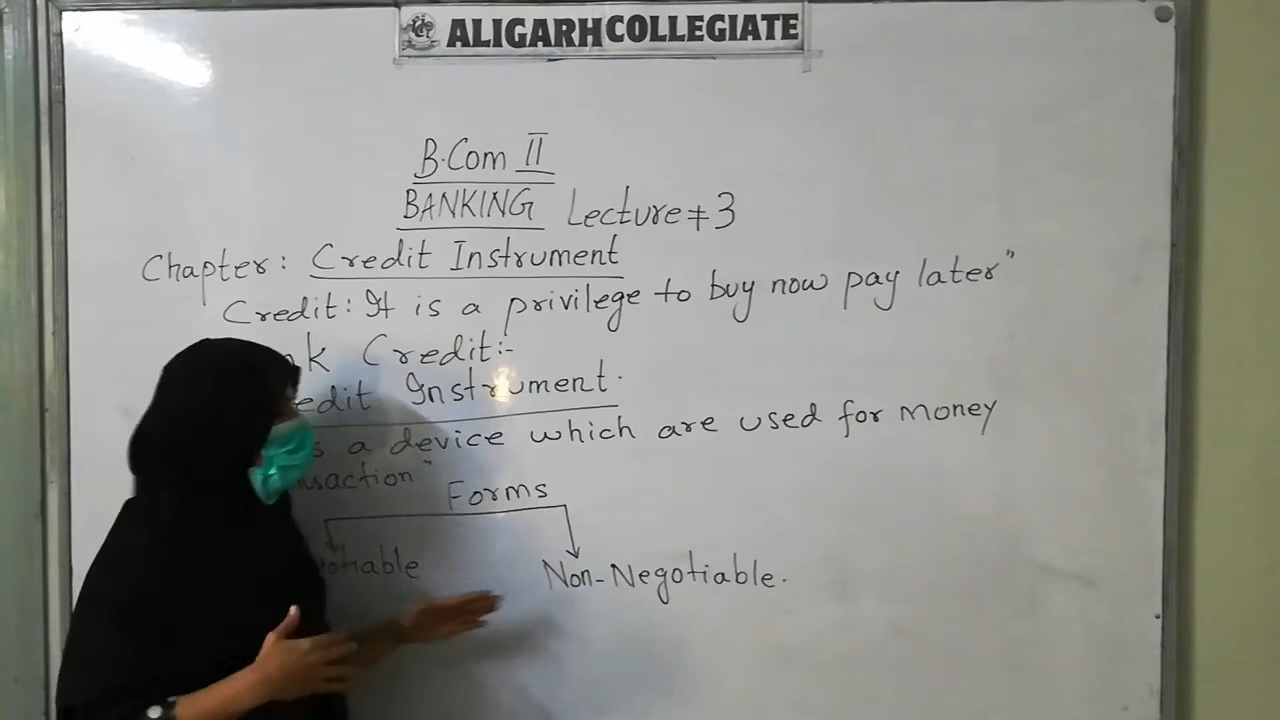 ALIGARH COLLEGIATE
B.Com II
BANKING Lecture # 3
Chapter: Credit Instrument
Credit: It is a privilege to buy now pay later"
Credit:-
Instrument.
a device which are used for money
Forms
Non-Negotiable.